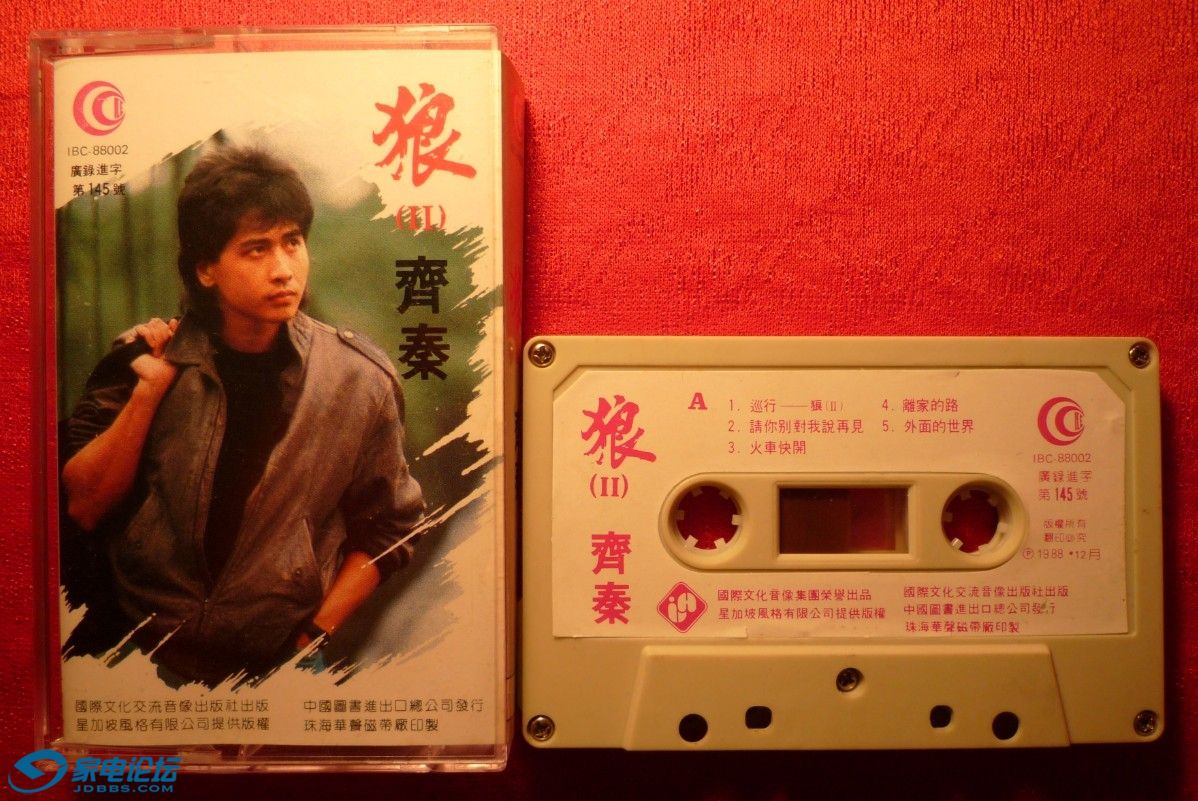 IBC-88002
廣錄進字
第145號
狼
(II)
齊
秦
國際文化交流音像出版社出版
星加坡風格有限公司提供版權
中國圖書進出口總公司發行
珠海華聲磁帶廠印製
狼
(II)
齊
秦
A
1. 巡行——狼(II)
2. 請你別對我說再見
3. 火車快開
4. 離家的路
5. 外面的世界
IBC-88002
廣錄進字
第145號
版權所有
翻印必究
Ⓟ1988•12月
國際文化音像集團榮譽出品
星加坡風格有限公司提供版權
國際文化交流音像出版社出版
中國圖書進出口總公司發行
珠海華聲磁帶廠印製
家电论坛
JDBBS.COM